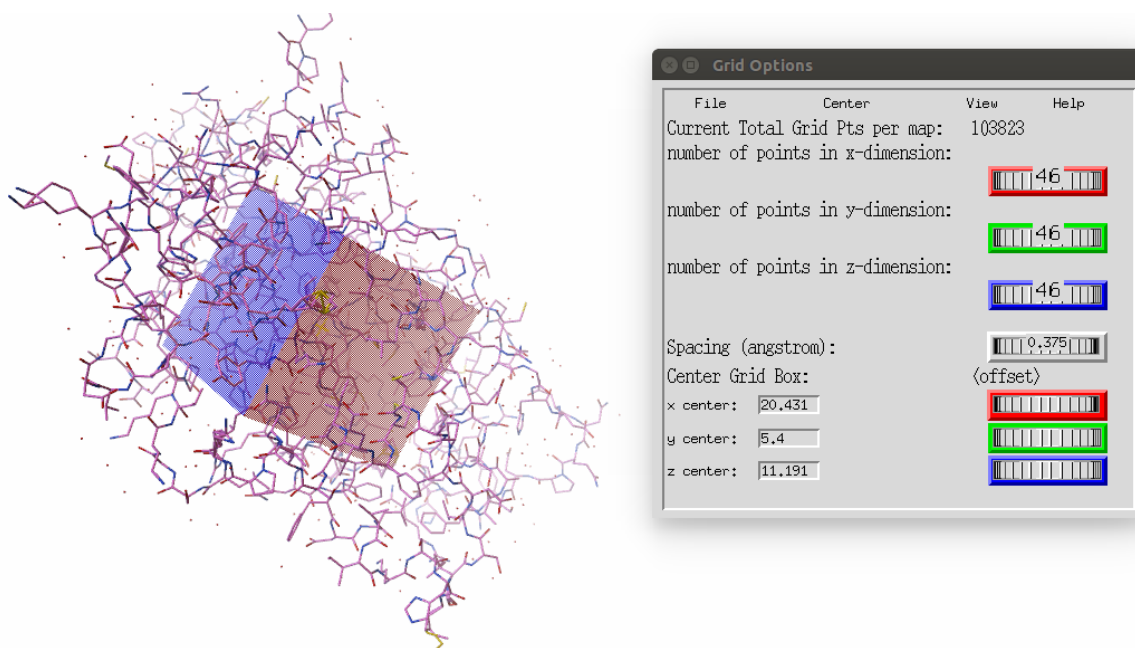 Grid Options
File Center View Help
Current Total Grid Pts per map: 103823
number of points in x-dimension:
46
number of points in y-dimension:
46
number of points in z-dimension:
46
Spacing (angstrom): 0.375
Center Grid Box: <offset>
x center: 20.431
y center: 5.4
z center: 11.191